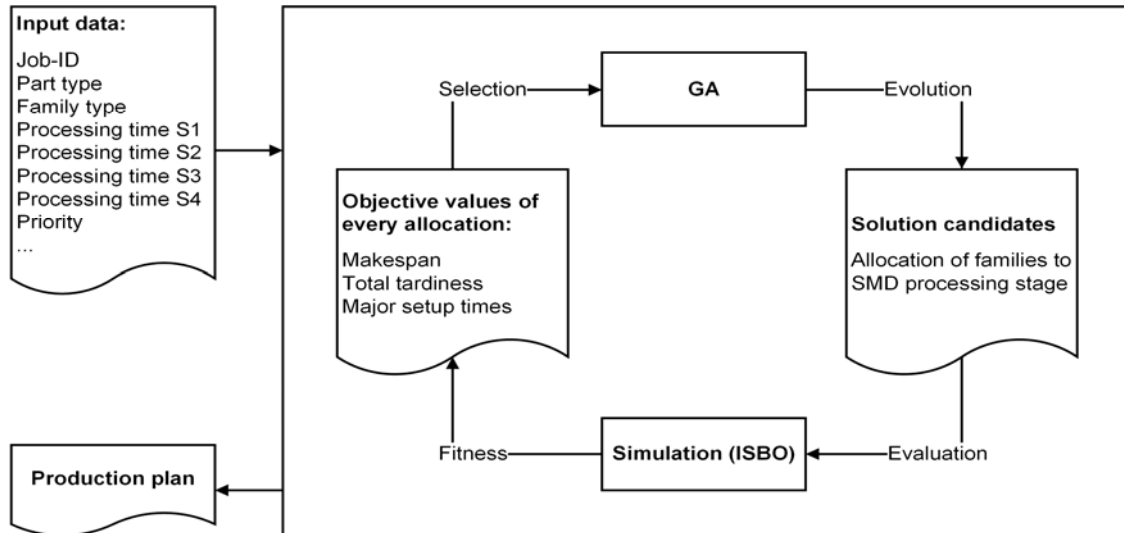 Input data:
Job-ID
Part type
Family type
Processing time S1
Processing time S2
Processing time S3
Processing time S4
Priority
...
Production plan
Selection
GA
Evolution
Objective values of
every allocation:
Makespan
Total tardiness
Major setup times
Solution candidates
Allocation of families to
SMD processing stage
Fitness
Simulation (ISBO)
Evaluation